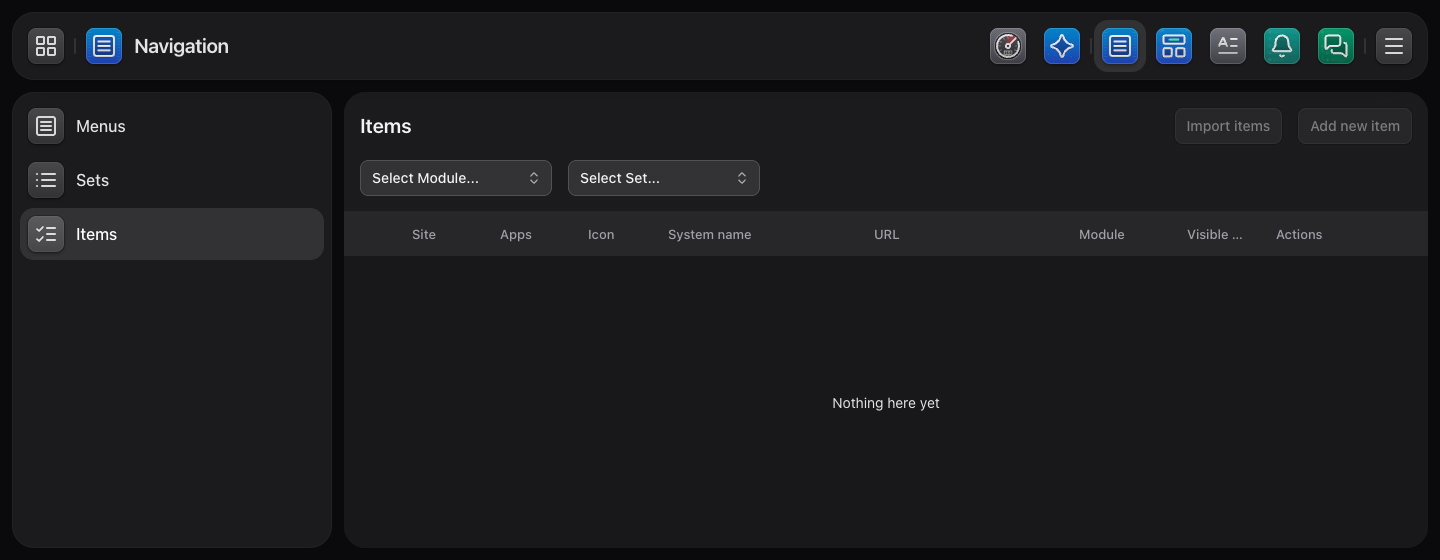 Navigation
Menus
Sets
Items
Items
Import items
Add new item
Select Module...
Select Set...
Site Apps Icon System name URL Module Visible ... Actions
Nothing here yet